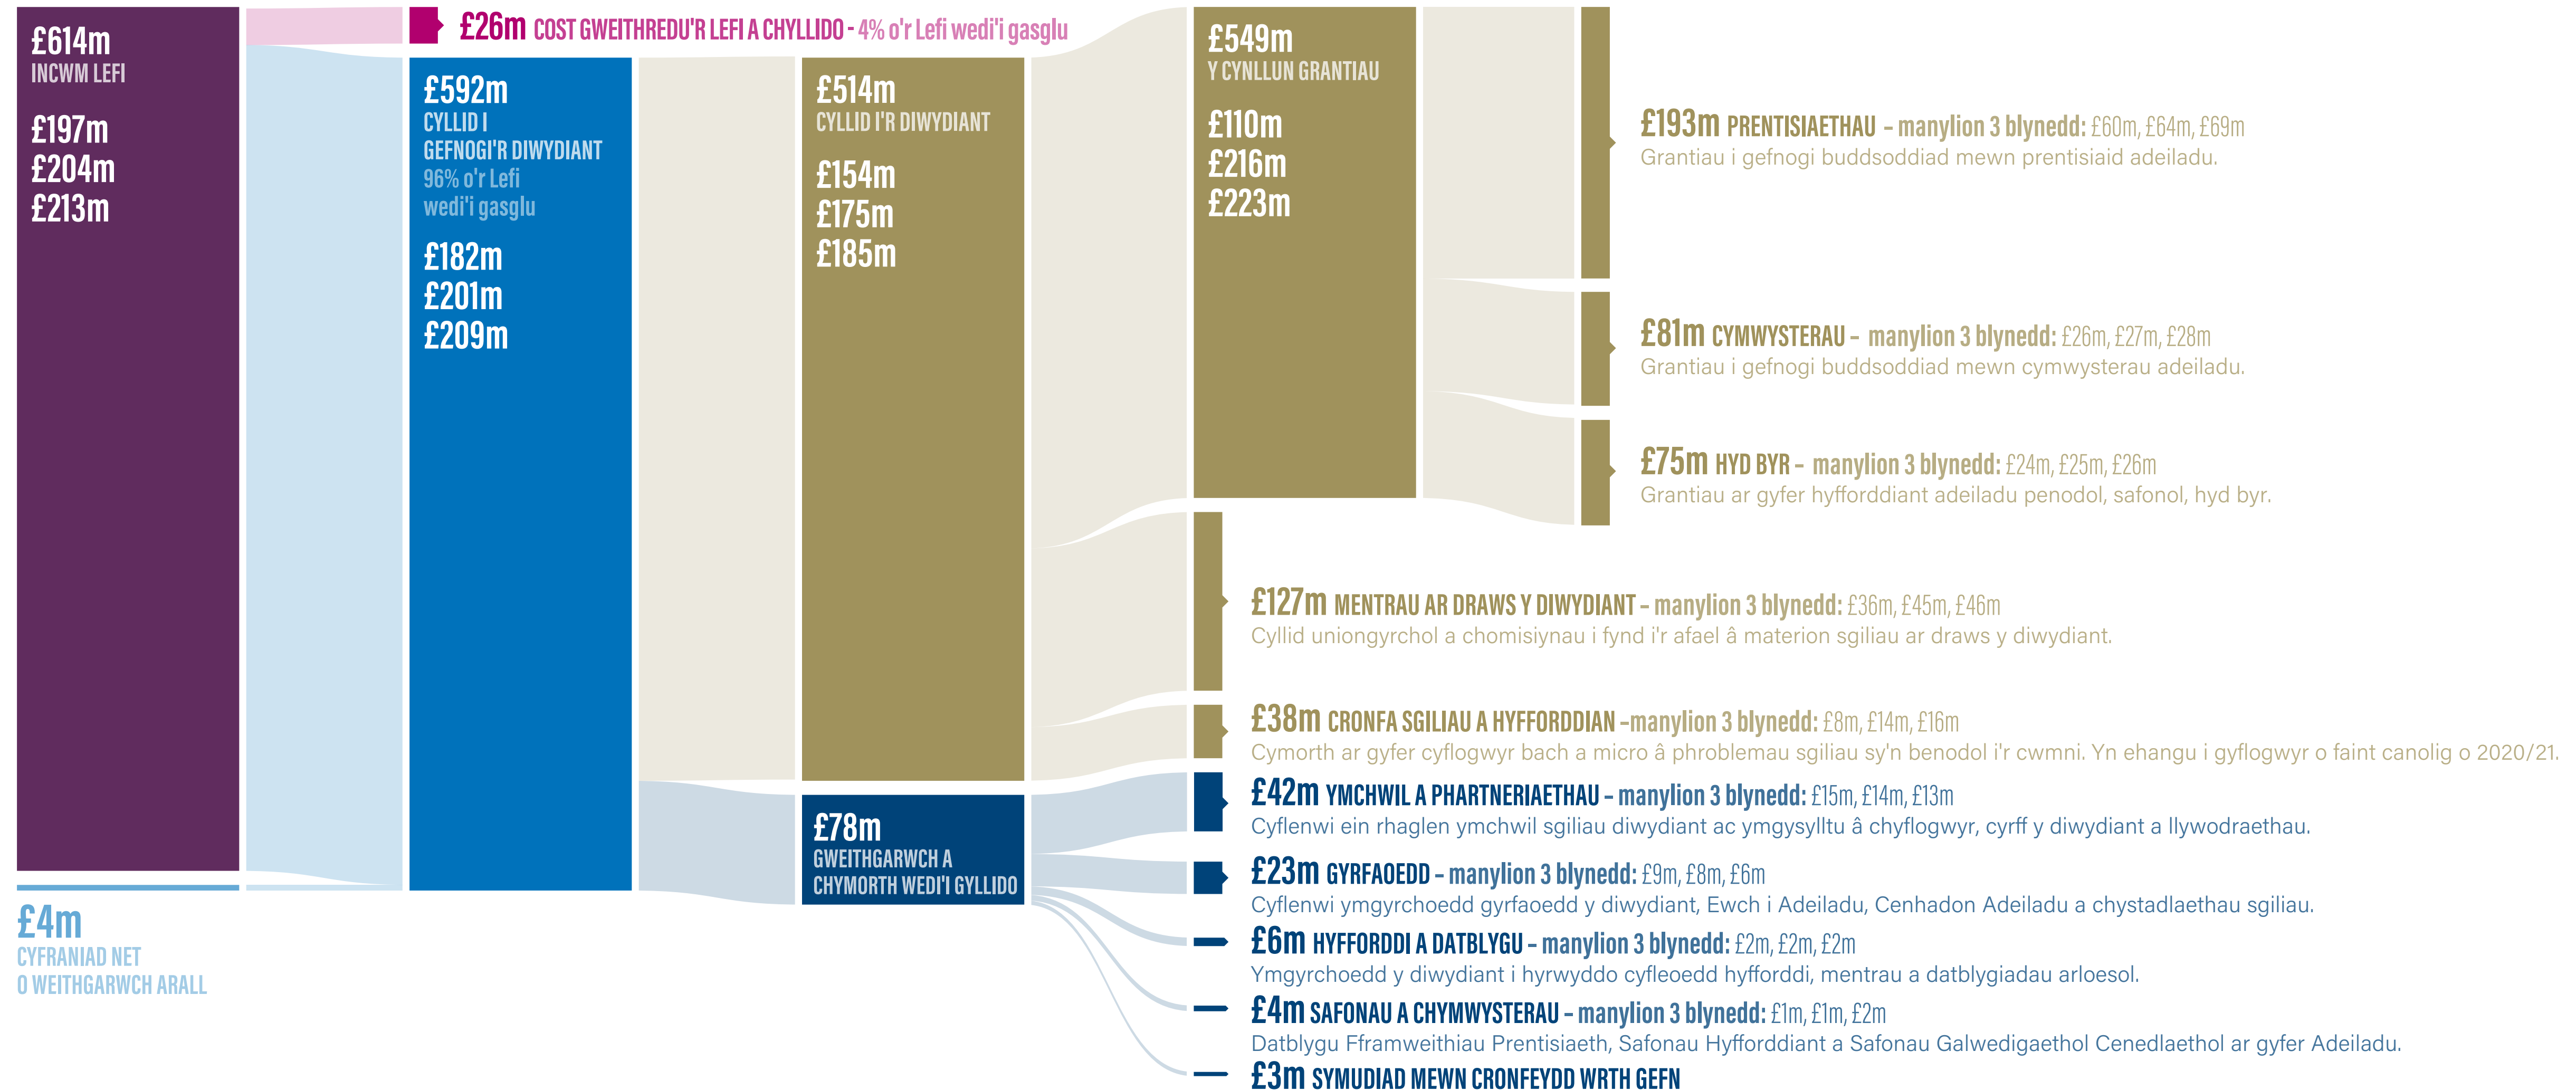 £614m
INCWM LEFI
£197m
£204m
£213m
£4m
CYFRANIAD NET
O WEITHGARWCH ARALL
£26m COST GWEITHREDU'R LEFI A CHYLLIDO - 4% o'r Lefi wedi'i gasglu
£592m
CYLLID I
GEFNOGI'R DIWYDIANT
96% o'r Lefi
wedi'i gasglu
£182m
£201m
£209m
£514m
CYLLID I'R DIWYDIANT
£154m
£175m
£185m
£78m
GWEITHGARWCH A
CHYMORTH WEDI'I GYLLIDO
£549m
Y CYNLLUN GRANTIAU
£110m
£216m
£223m
£193m PRENTISIAETHAU – manylion 3 blynedd: £60m, £64m, £69m
Grantiau i gefnogi buddsoddiad mewn prentisiaid adeiladu.
£81m CYMWYSTERAU – manylion 3 blynedd: £26m, £27m, £28m
Grantiau i gefnogi buddsoddiad mewn cymwysterau adeiladu.
£75m HYD BYR – manylion 3 blynedd: £24m, £25m, £26m
Grantiau ar gyfer hyfforddiant adeiladu penodol, safonol, hyd byr.
£127m MENTRAU AR DRAWS Y DIWYDIANT – manylion 3 blynedd: £36m, £45m, £46m
Cyllid uniongyrchol a chomisiynau i fynd i'r afael â materion sgiliau ar draws y diwydiant.
£38m CRONFA SGILIAU A HYFFORDDIAN –manylion 3 blynedd: £8m, £14m, £16m
Cymorth ar gyfer cyflogwyr bach a micro â phroblemau sgiliau sy'n benodol i'r cwmni. Yn ehangu i gyflogwyr o faint canolig o 2020/21.
£42m YMCHWIL A PHARTNERIAETHAU – manylion 3 blynedd: £15m, £14m, £13m
Cyflenwi ein rhaglen ymchwil sgiliau diwydiant ac ymgysylltu â chyflogwyr, cyrff y diwydiant a llywodraethau.
£23m GYRFAOEDD – manylion 3 blynedd: £9m, £8m, £6m
Cyflenwi ymgyrchoedd gyrfaoedd y diwydiant, Ewch i Adeiladu, Cenhadon Adeiladu a chystadlaethau sgiliau.
£6m HYFFORDDI A DATBLYGU – manylion 3 blynedd: £2m, £2m, £2m
Ymgyrchoedd y diwydiant i hyrwyddo cyfleoedd hyfforddi, mentrau a datblygiadau arloesol.
£4m SAFONAU A CHYMWYSTERAU – manylion 3 blynedd: £1m, £1m, £2m
Datblygu Fframweithiau Prentisiaeth, Safonau Hyfforddiant a Safonau Galwedigaethol Cenedlaethol ar gyfer Adeiladu.
£3m SYMUDIAD MEWN CRONFEYDD WRTH GEFN